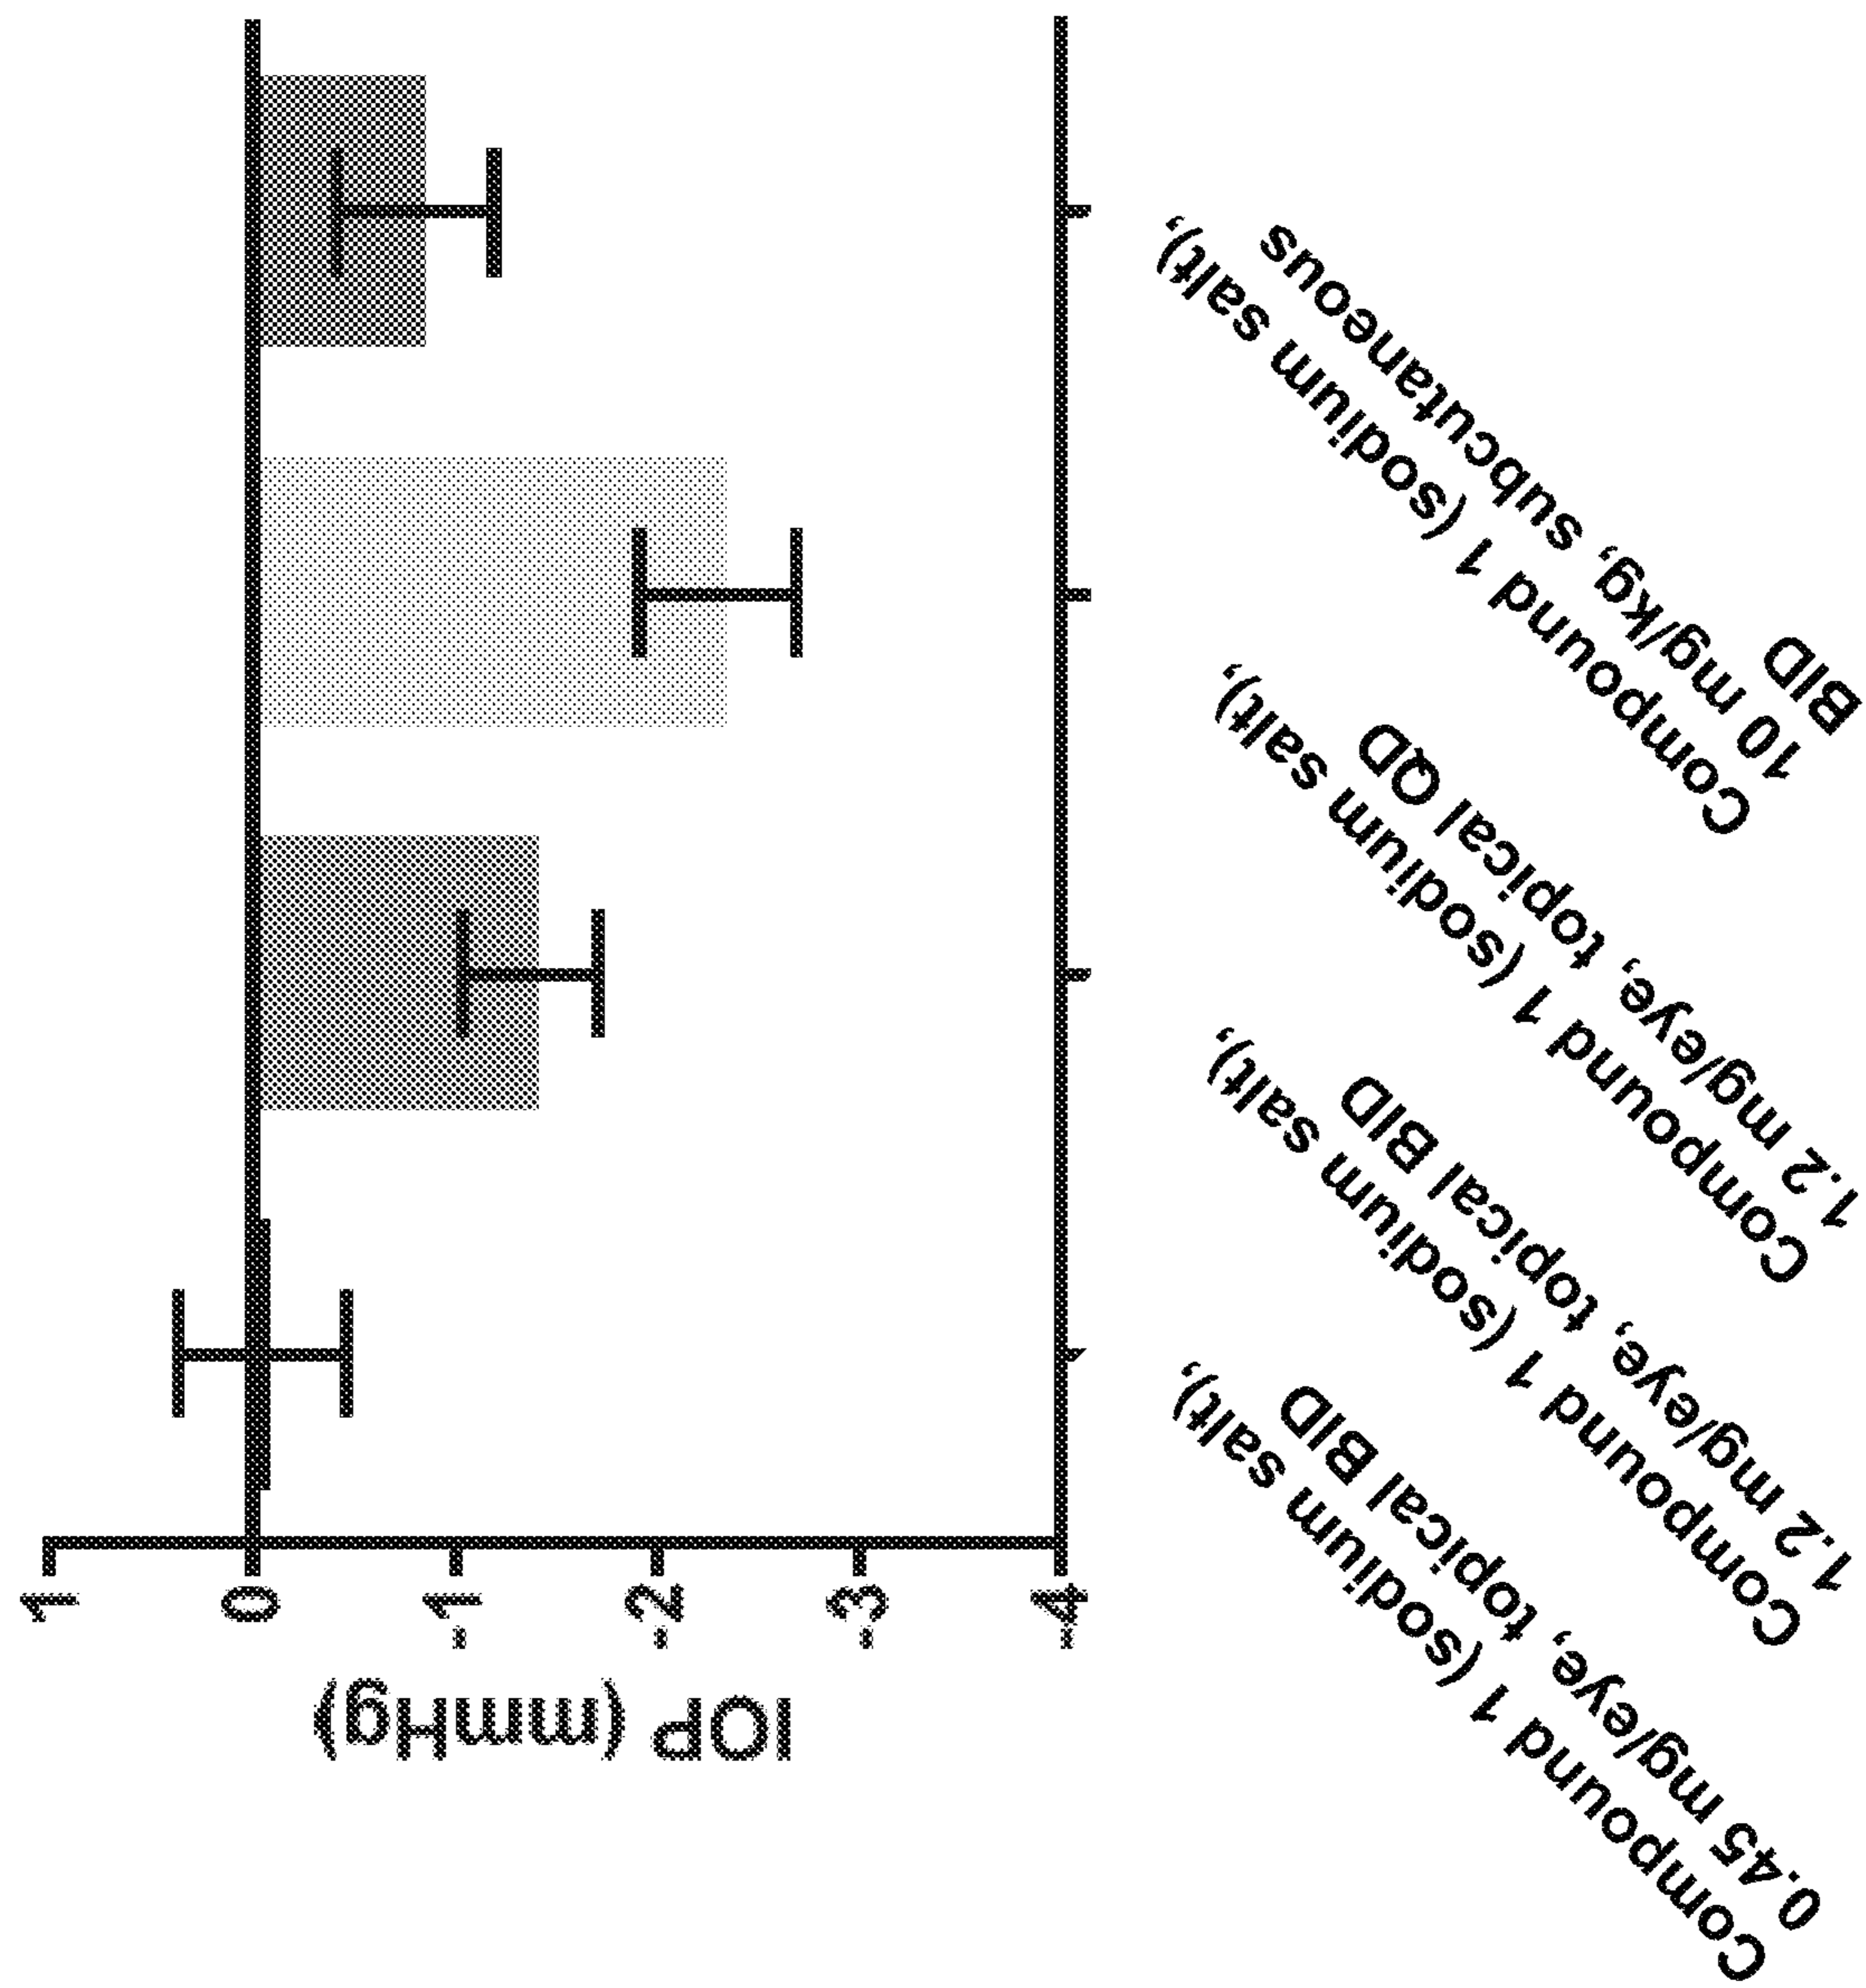 IOP (mmHg)
1
0
-1
-2
-3
-4
Compound 1 (sodium salt),
0.45 mg/eye, topical BID
Compound 1 (sodium salt),
1.2 mg/eye, topical BID
Compound 1 (sodium salt),
1.2 mg/eye, topical QD
Compound 1 (sodium salt),
10 mg/kg, subcutaneous
BID